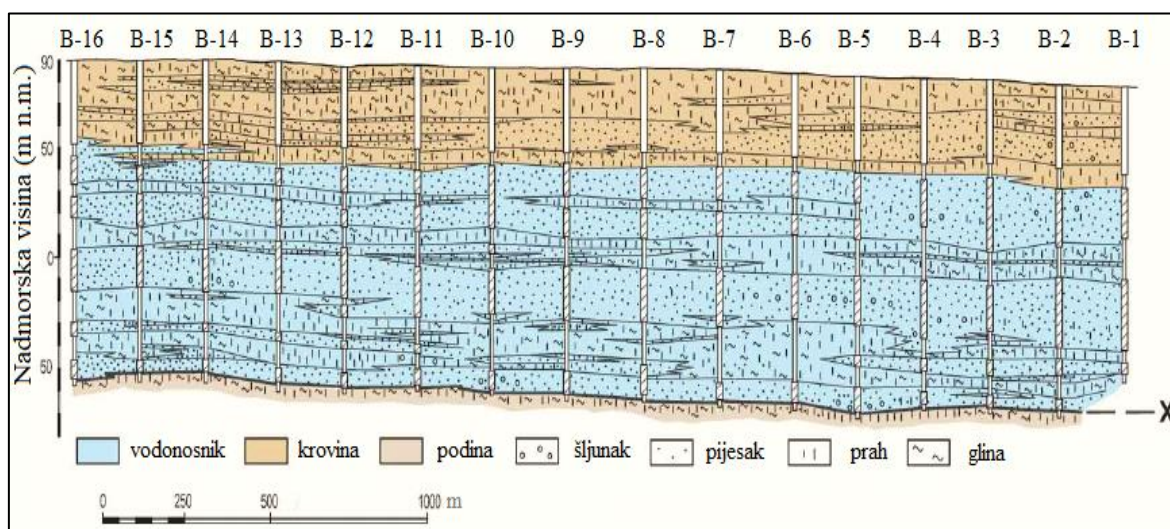 B-16 B-15 B-14 B-13 B-12 B-11 B-10 B-9 B-8 B-7 B-6 B-5 B-4 B-3 B-2 B-1
Nadmorska visina (m n.m.)
90
50
0
50
X
vodonosnik krovina podina šljunak pijesak prah glina
0 250 500 1000 m